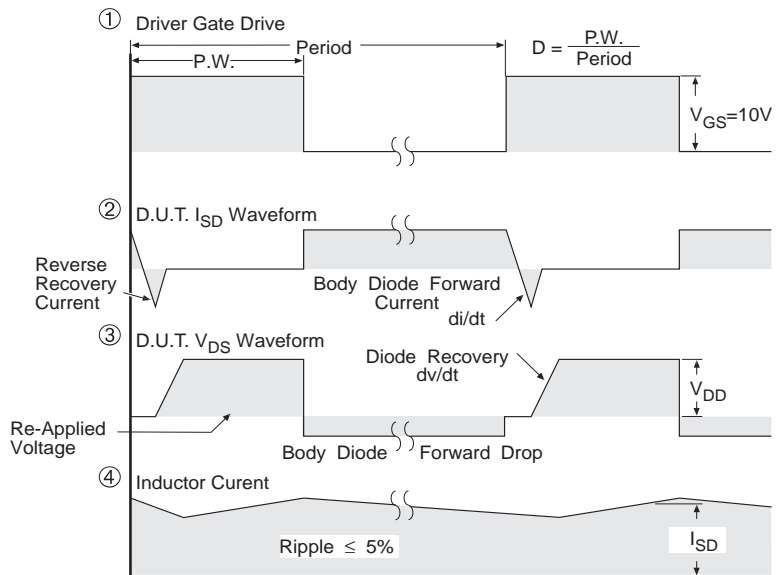 ① Driver Gate Drive
Period
P.W.
D = P.W. / Period
V_GS=10V
② D.U.T. I_SD Waveform
Reverse
Recovery
Current
Body Diode Forward
Current
di/dt
③ D.U.T. V_DS Waveform
Diode Recovery
dv/dt
V_DD
Re-Applied
Voltage
Body Diode Forward Drop
④ Inductor Curent
Ripple ≤ 5%
I_SD